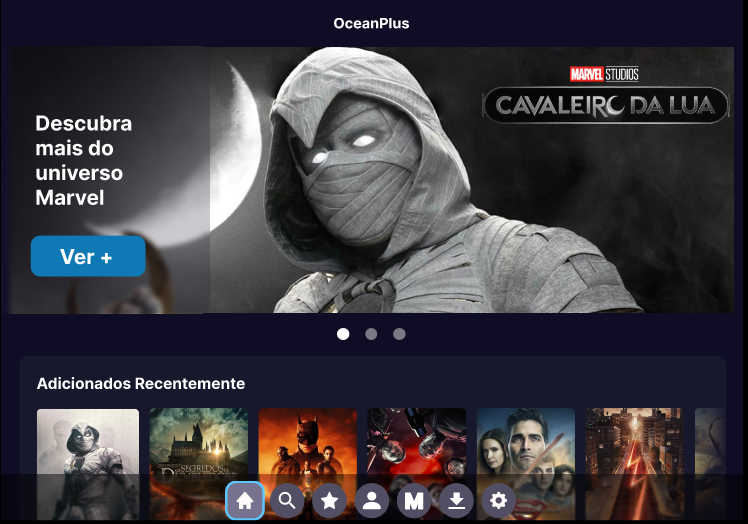 OceanPlus
MARVEL STUDIOS
CAVALEIRO DA LUA
Descubra
mais do
universo
Marvel
Ver +
Adicionados Recentemente
SEGREDOS
M